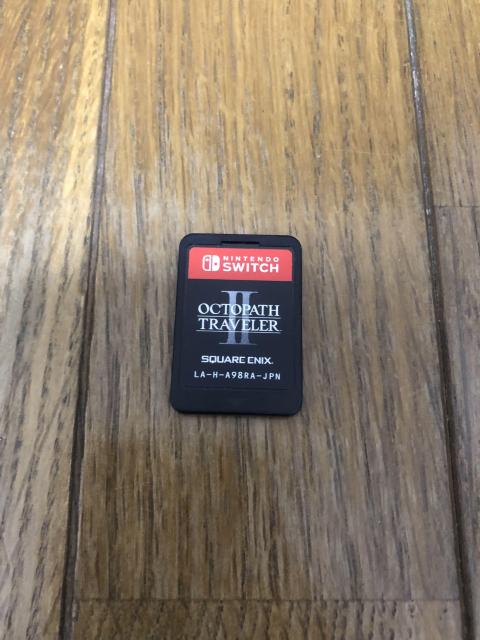 NINTENDO
SWITCH
II
OCTOPATH
TRAVELER
SQUARE ENIX.
LA-H-A98RA-JPN